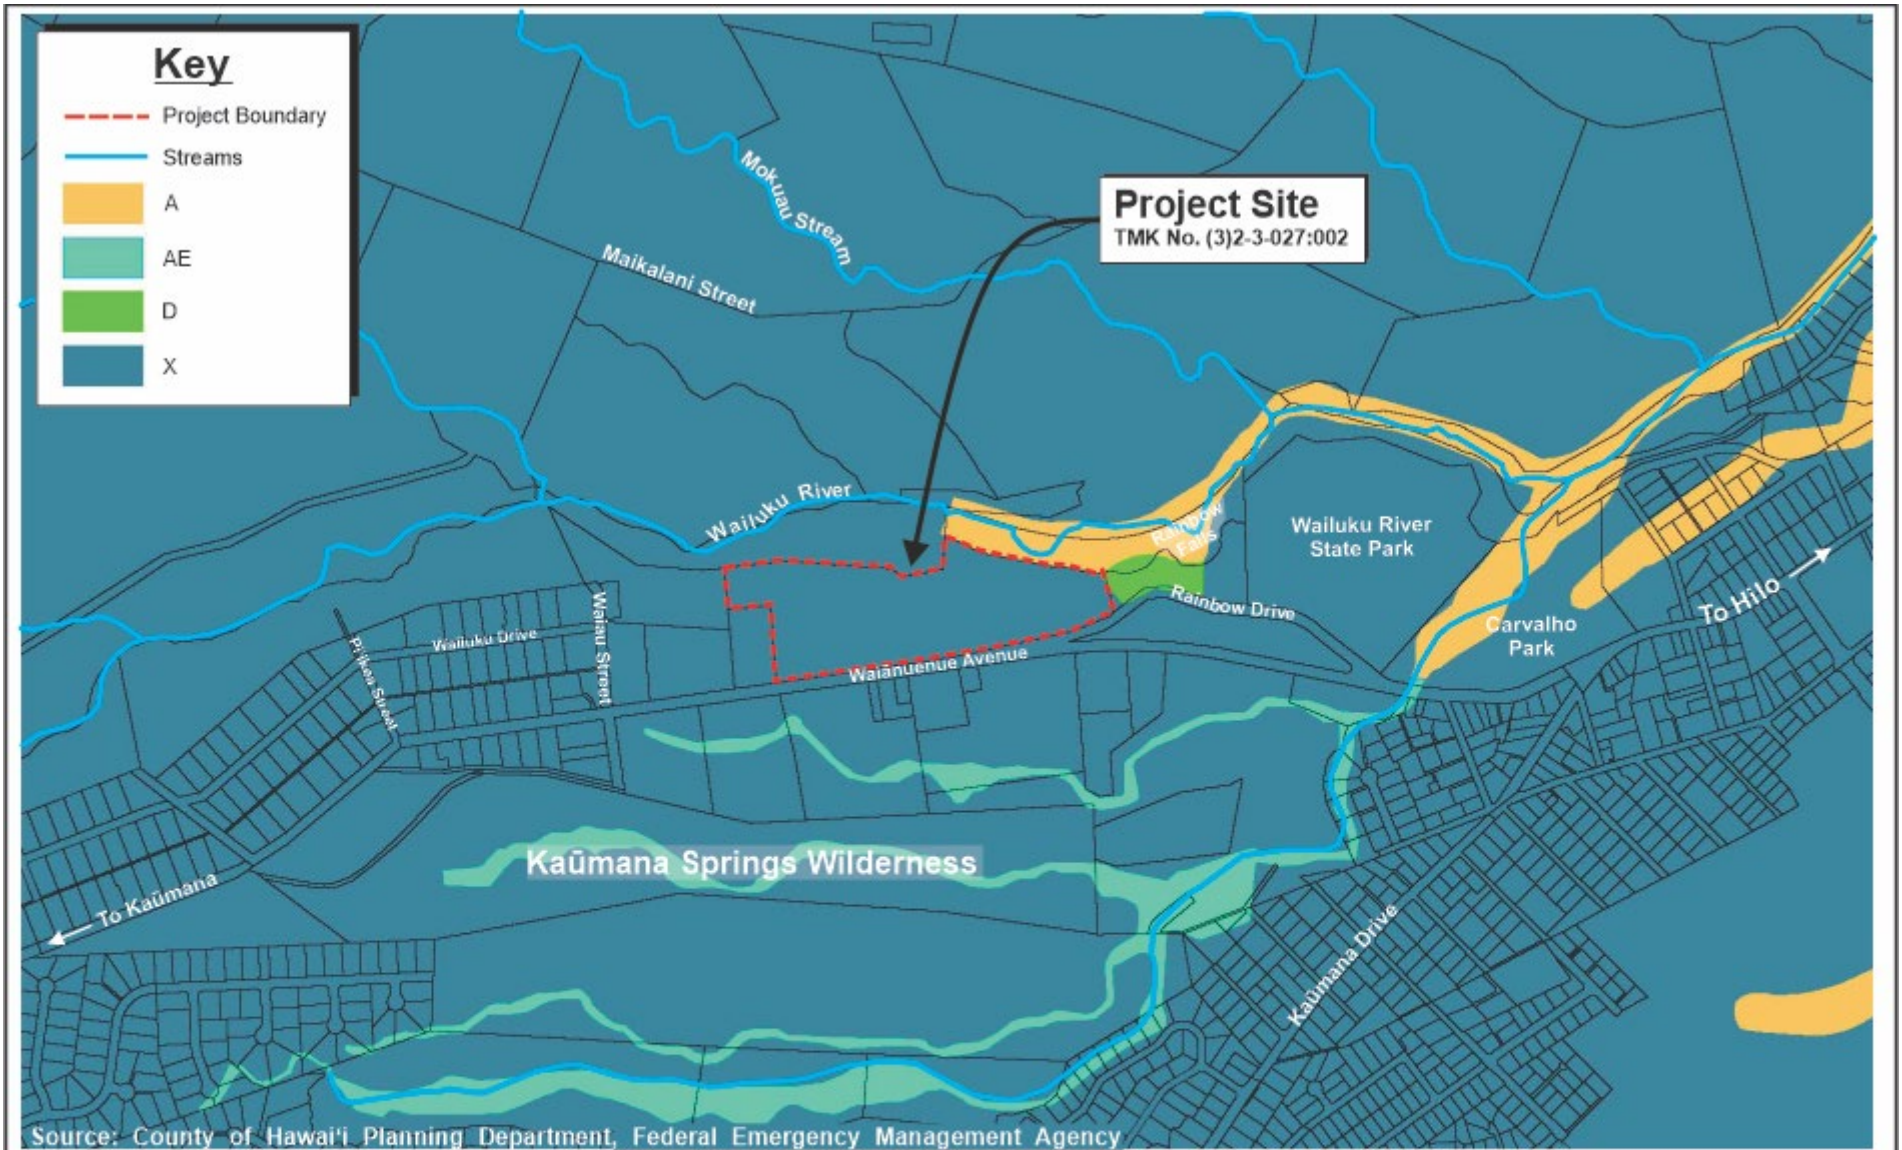 Key
Project Boundary
Streams
A
AE
D
X
Mokuau Stream
Project Site
TMK No. (3)2-3-027:002
Maikalani Street
Wailuku River
Rainbow
Falls
Wailuku River
State Park
Rainbow Drive
To Hilo
Carvalho
Park
Waiau Street
Wailuku Drive
Waiānuenue Avenue
Kaūmana Springs Wilderness
To Kaūmana
Kaūmana Drive
Source: County of Hawai‘i Planning Department, Federal Emergency Management Agency